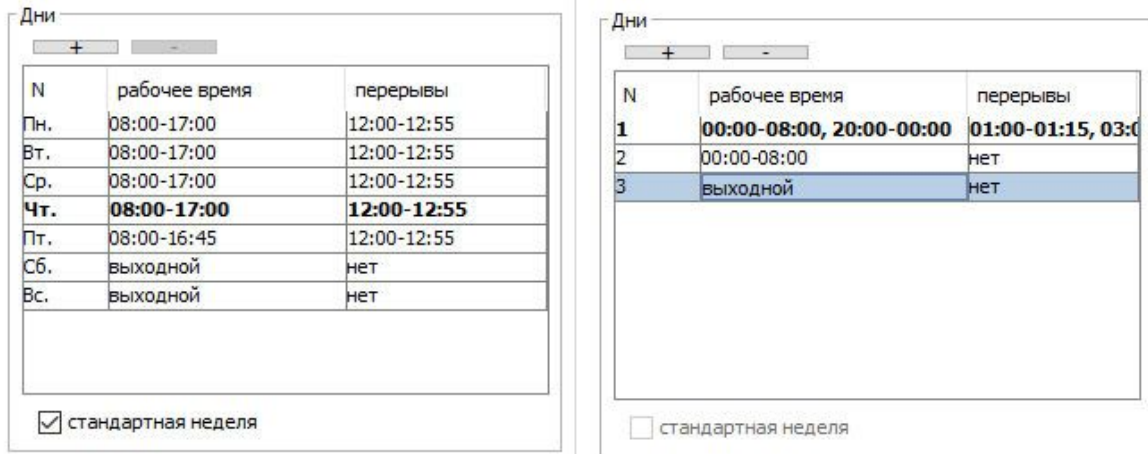 Дни
+ -
N рабочее время перерывы
Пн. 08:00-17:00 12:00-12:55
Вт. 08:00-17:00 12:00-12:55
Ср. 08:00-17:00 12:00-12:55
Чт. 08:00-17:00 12:00-12:55
Пт. 08:00-16:45 12:00-12:55
Сб. выходной нет
Вс. выходной нет
стандартная неделя
Дни
+ -
N рабочее время перерывы
1 00:00-08:00, 20:00-00:00 01:00-01:15, 03:0
2 00:00-08:00 нет
3 выходной нет
стандартная неделя